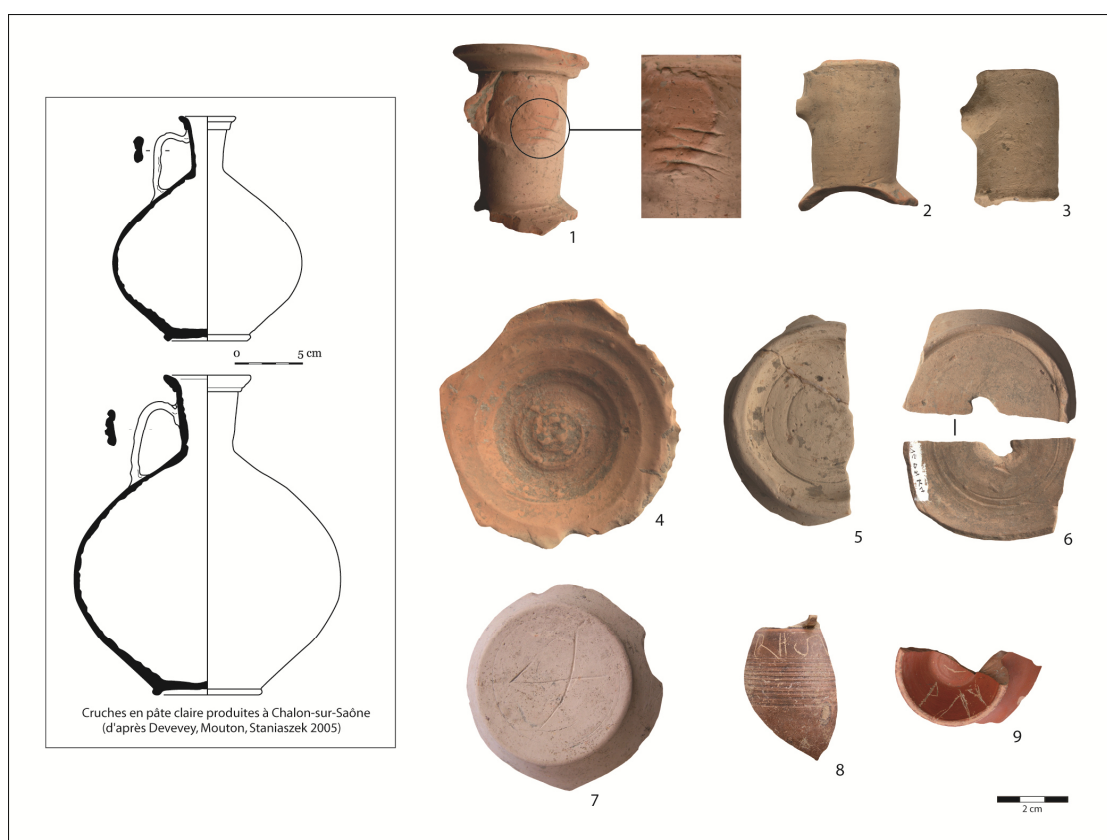 0 5 cm
Cruches en pâte claire produites à Chalon-sur-Saône
(d'après Devevey, Mouton, Staniaszek 2005)
1
2
3
4
5
6
7
8
9
2 cm